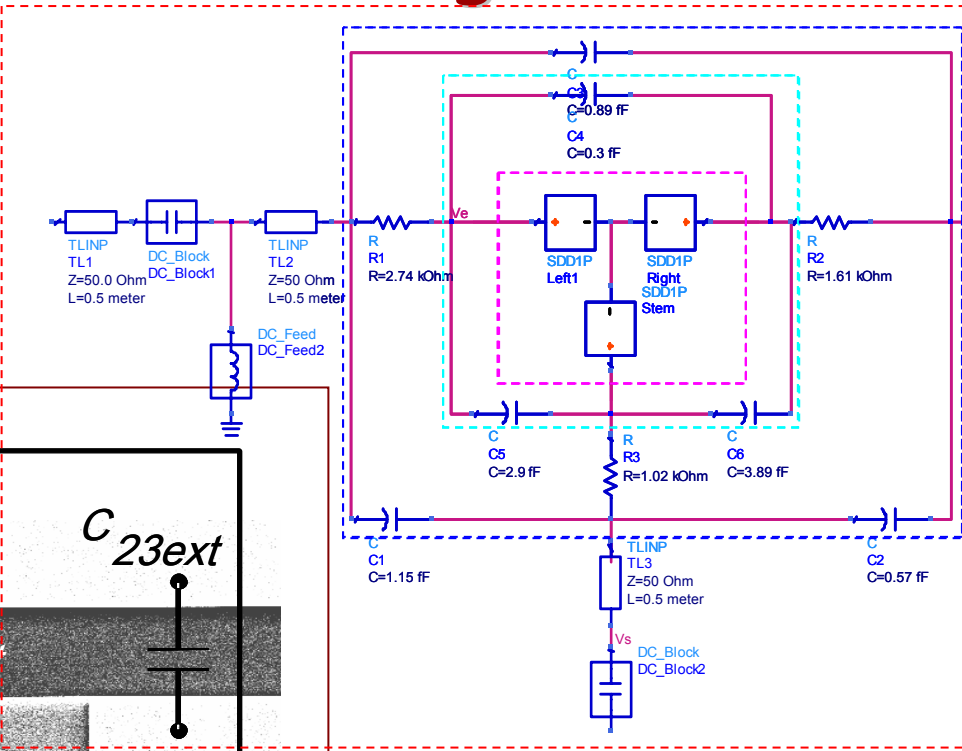 C
C3
C=0.89 fF
C
C4
C=0.3 fF
Ve
TLINP
TL1
Z=50.0 Ohm
L=0.5 meter
DC_Block
DC_Block1
TLINP
TL2
Z=50 Ohm
L=0.5 meter
R
R1
R=2.74 kOhm
SDD1P
Left1
SDD1P
Right
SDD1P
Stem
R
R2
R=1.61 kOhm
DC_Feed
DC_Feed2
C
C5
C=2.9 fF
R
R3
R=1.02 kOhm
C
C6
C=3.89 fF
C 23ext
C
C1
C=1.15 fF
TLINP
TL3
Z=50 Ohm
L=0.5 meter
C
C2
C=0.57 fF
Vs
DC_Block
DC_Block2